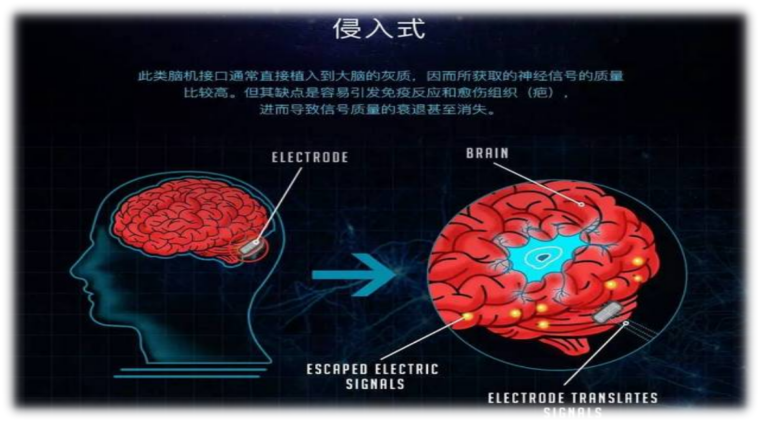 侵入式
此类脑机接口通常直接植入到大脑的灰质，因而所获取的神经信号的质量
比较高。但其缺点是容易引发免疫反应和愈伤组织（疤），
进而导致信号质量的衰退甚至消失。
ELECTRODE
BRAIN
ESCAPED ELECTRIC
SIGNALS
ELECTRODE TRANSLATES
SIGNALS